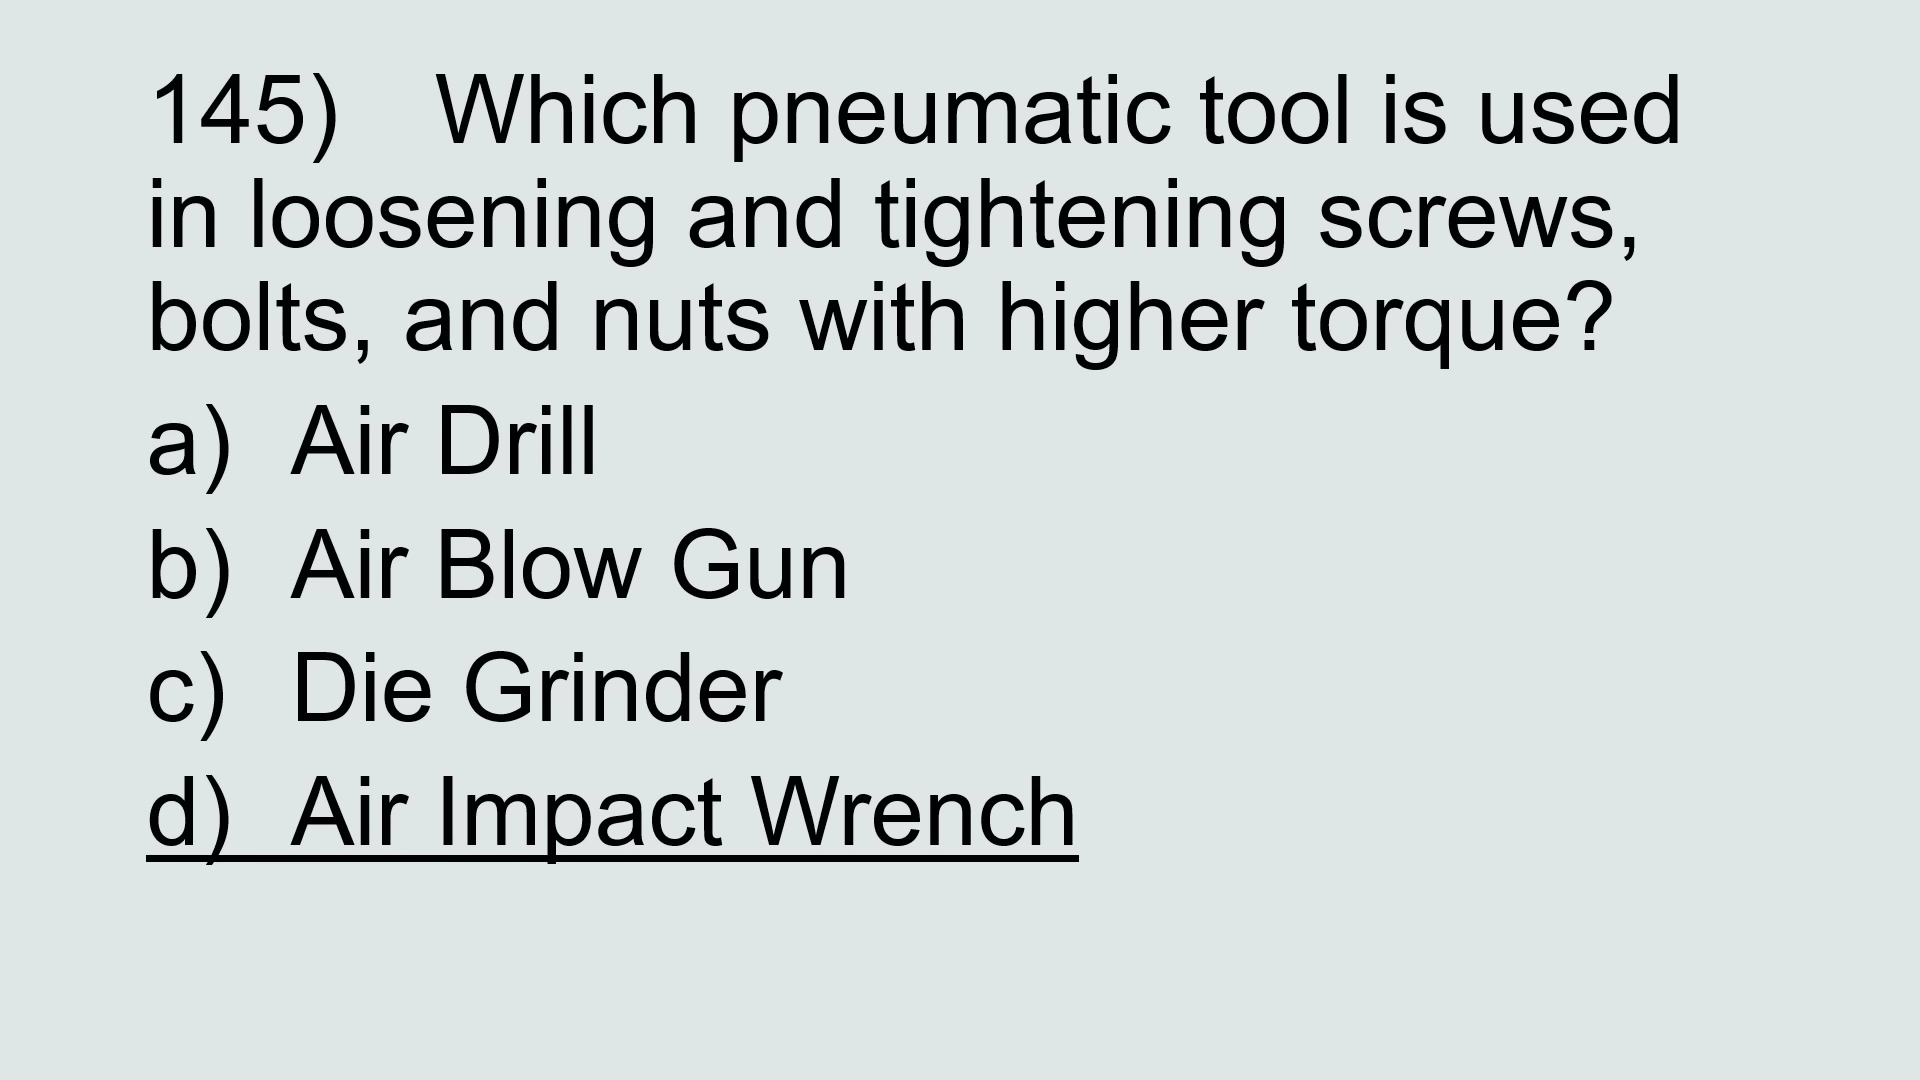 145) Which pneumatic tool is used
in loosening and tightening screws,
bolts, and nuts with higher torque?
a) Air Drill
b) Air Blow Gun
c) Die Grinder
d) Air Impact Wrench